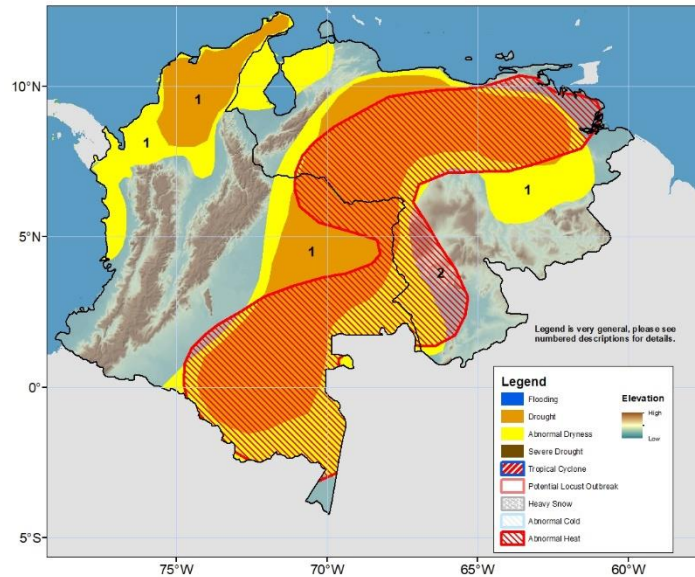 10°N
5°N
0°
5°S
75°W
70°W
65°W
60°W
1
1
1
1
2
Legend is very general, please see
numbered descriptions for details.
Legend
Flooding
Drought
Abnormal Dryness
Severe Drought
Tropical Cyclone
Potential Locust Outbreak
Heavy Snow
Abnormal Cold
Abnormal Heat
Elevation
High
Low